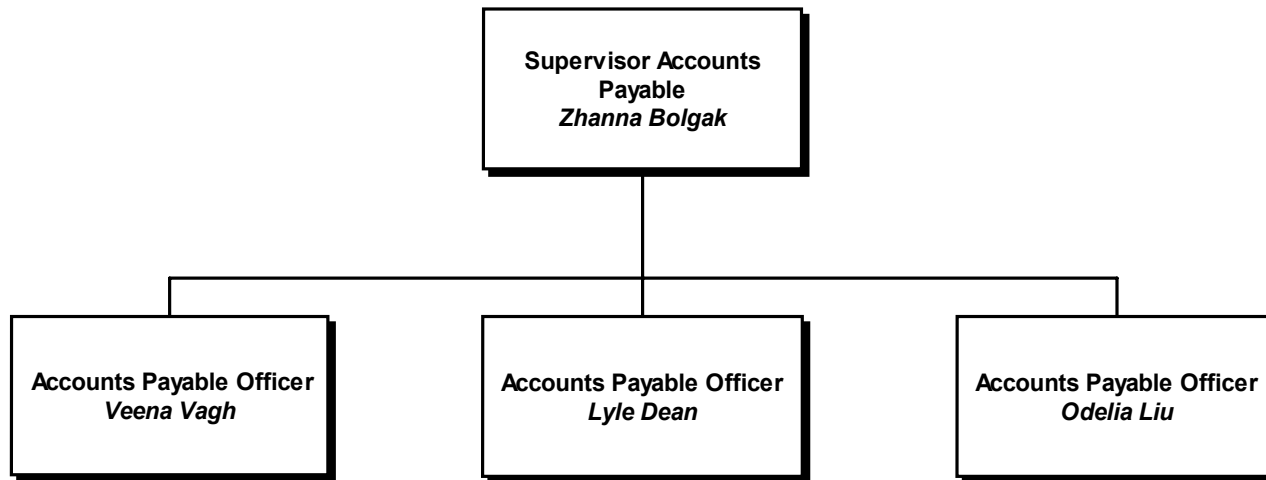 Supervisor Accounts
Payable
Zhanna Bolgak
Accounts Payable Officer
Veena Vagh
Accounts Payable Officer
Lyle Dean
Accounts Payable Officer
Odelia Liu